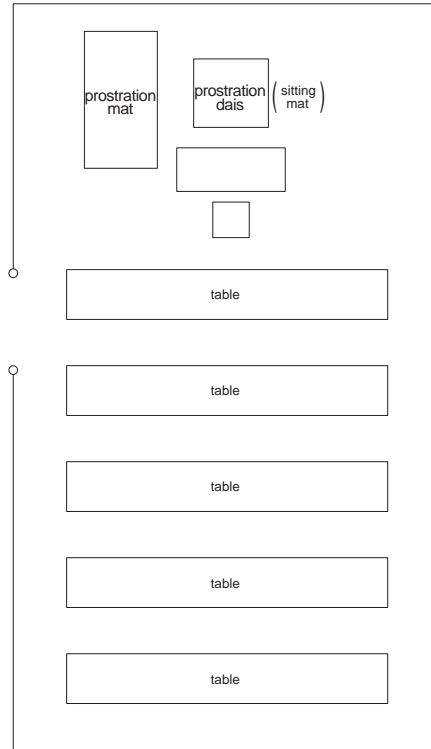 prostration
mat
prostration
dais
( sitting
mat )
table
table
table
table
table